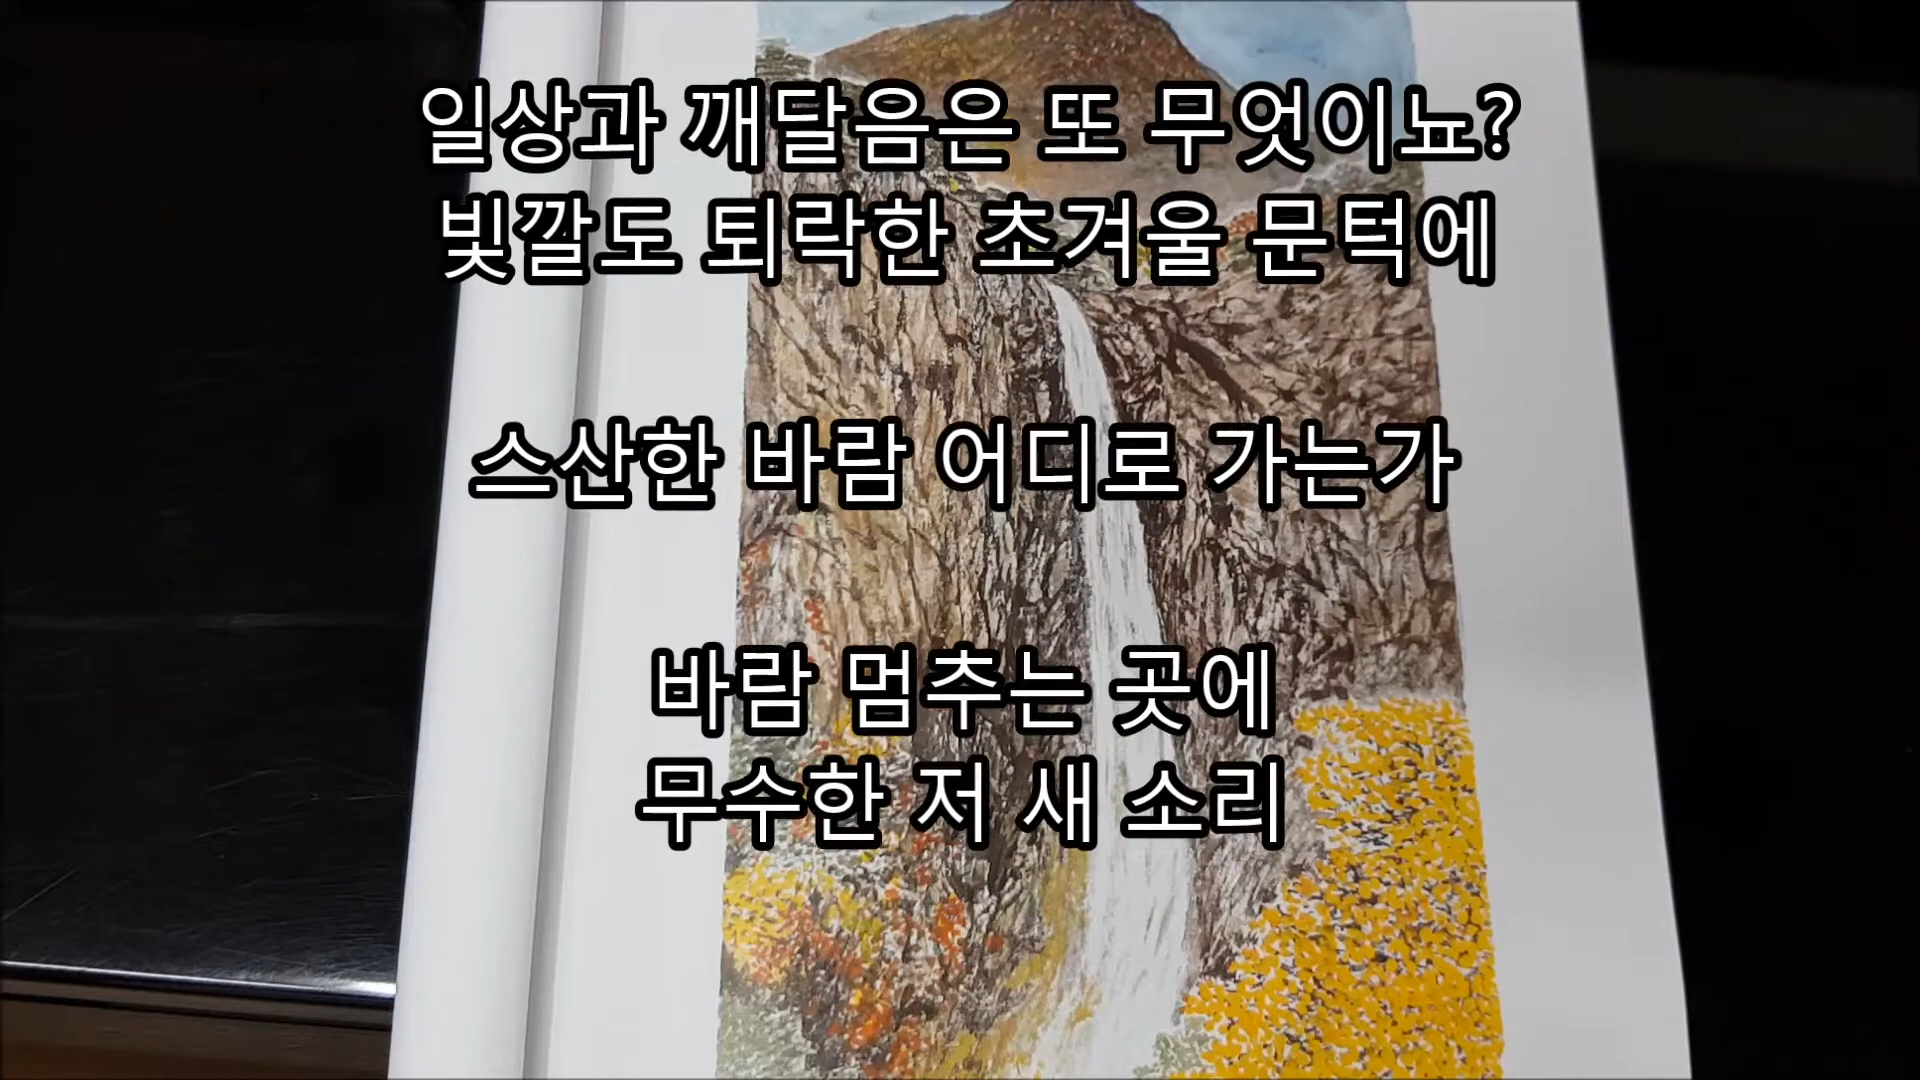 일상과 깨달음은 또 무엇이뇨?
빛깔도 퇴락한 초겨울 문턱에
스산한 바람 어디로 가는가
바람 멈추는 곳에
무수한 저 새 소리